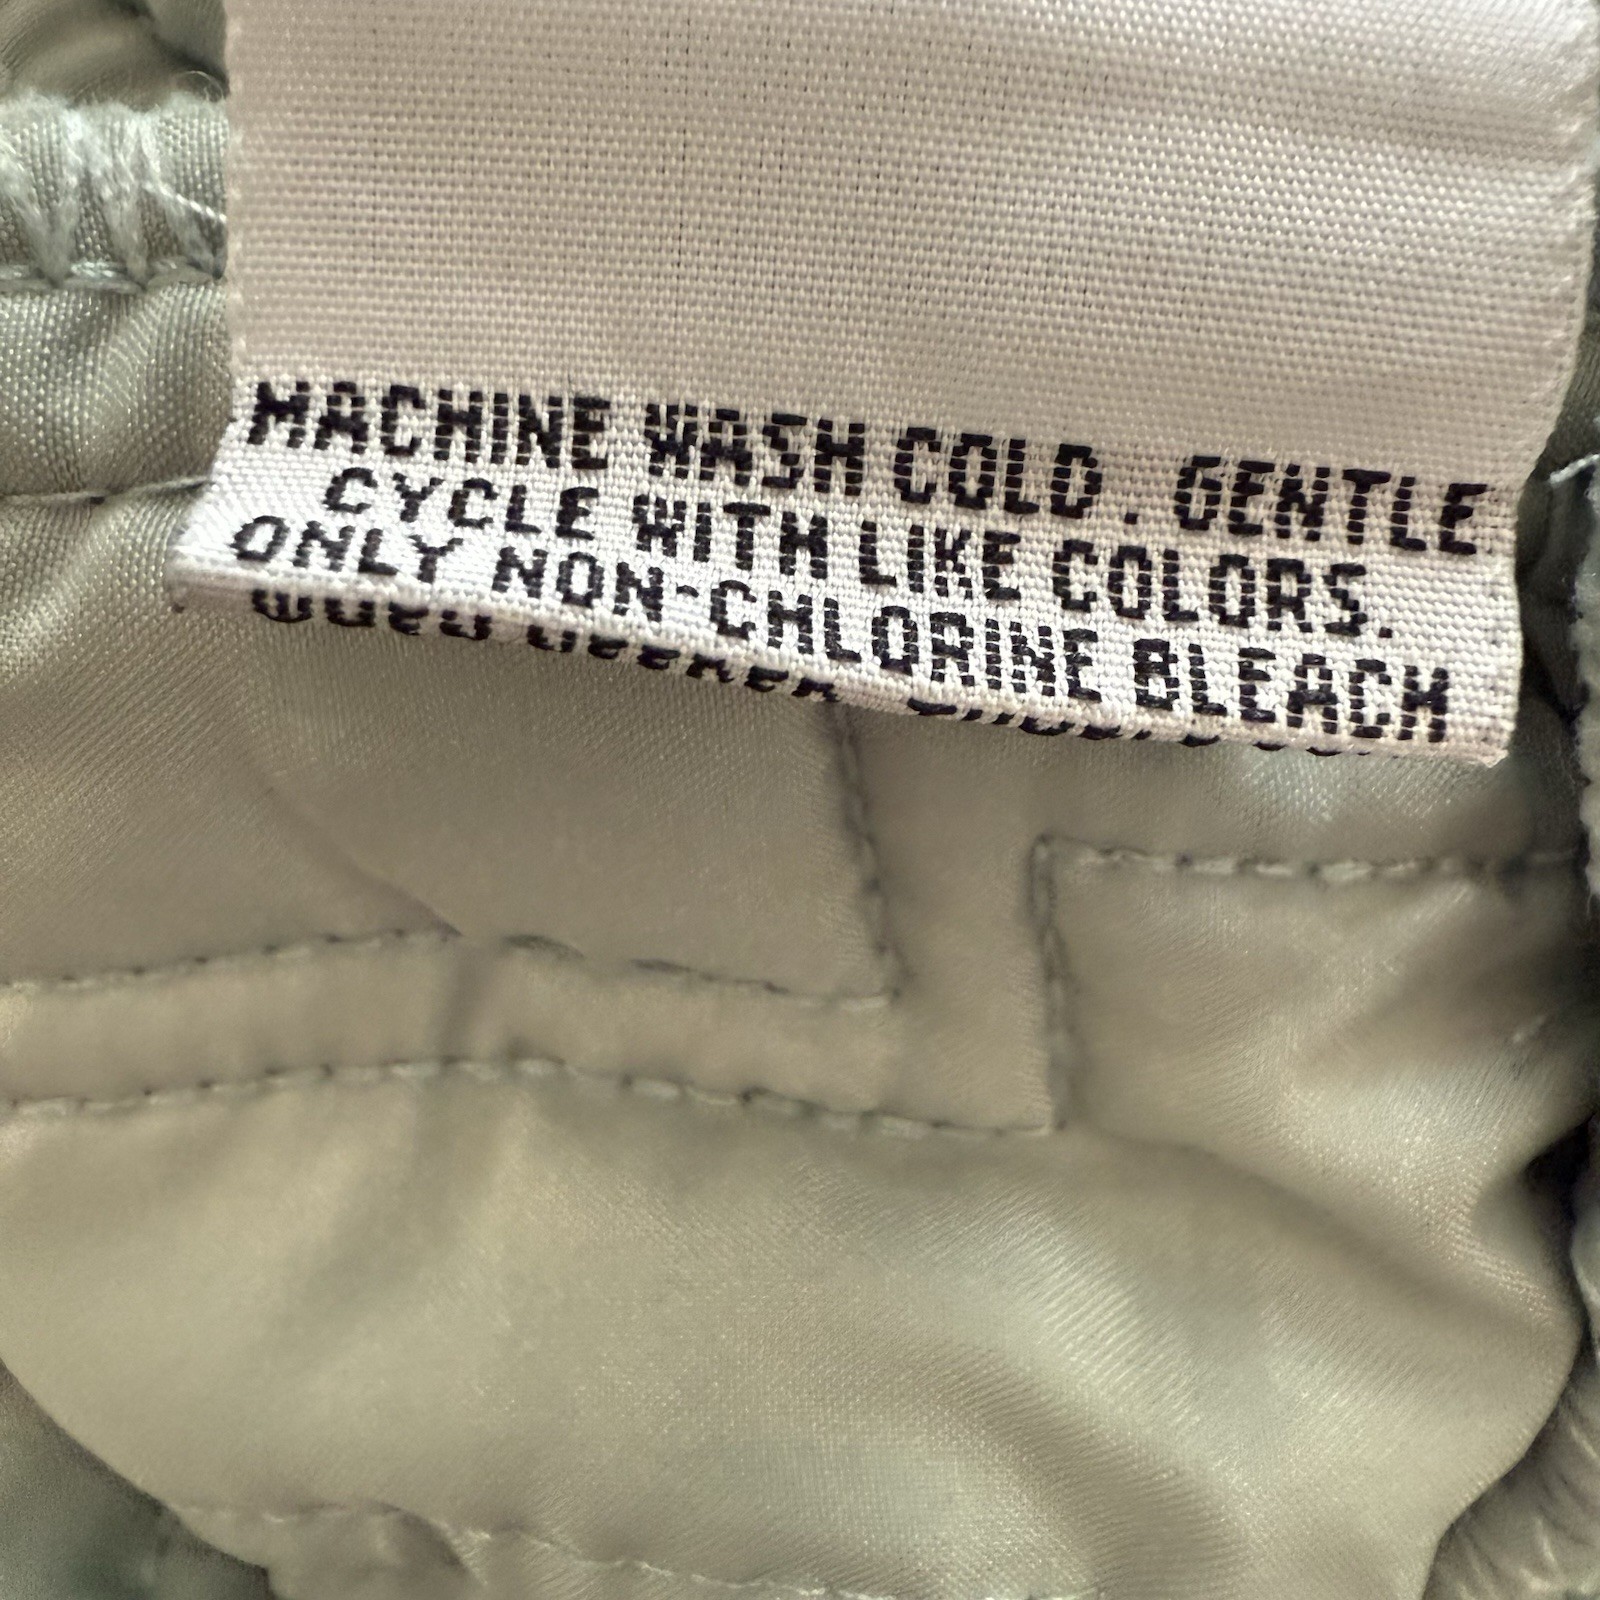 MACHINE WASH COLD. GENTLE
CYCLE WITH LIKE COLORS.
ONLY NON-CHLORINE BLEACH